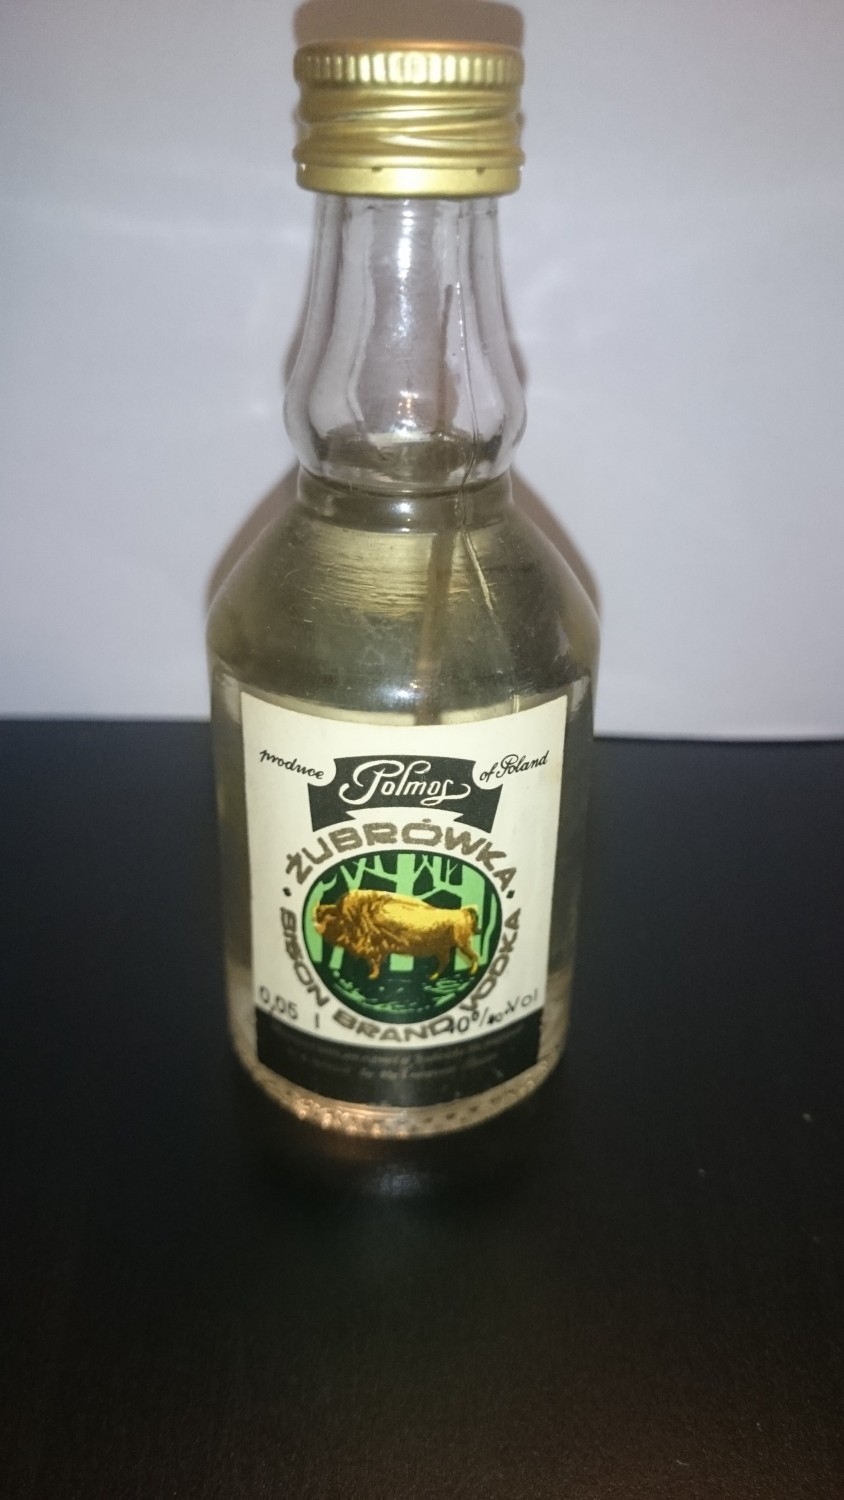 produce Polmos of Poland
ŻUBRÓWKA
BISON BRAND VODKA
0,05 l 40% Vol